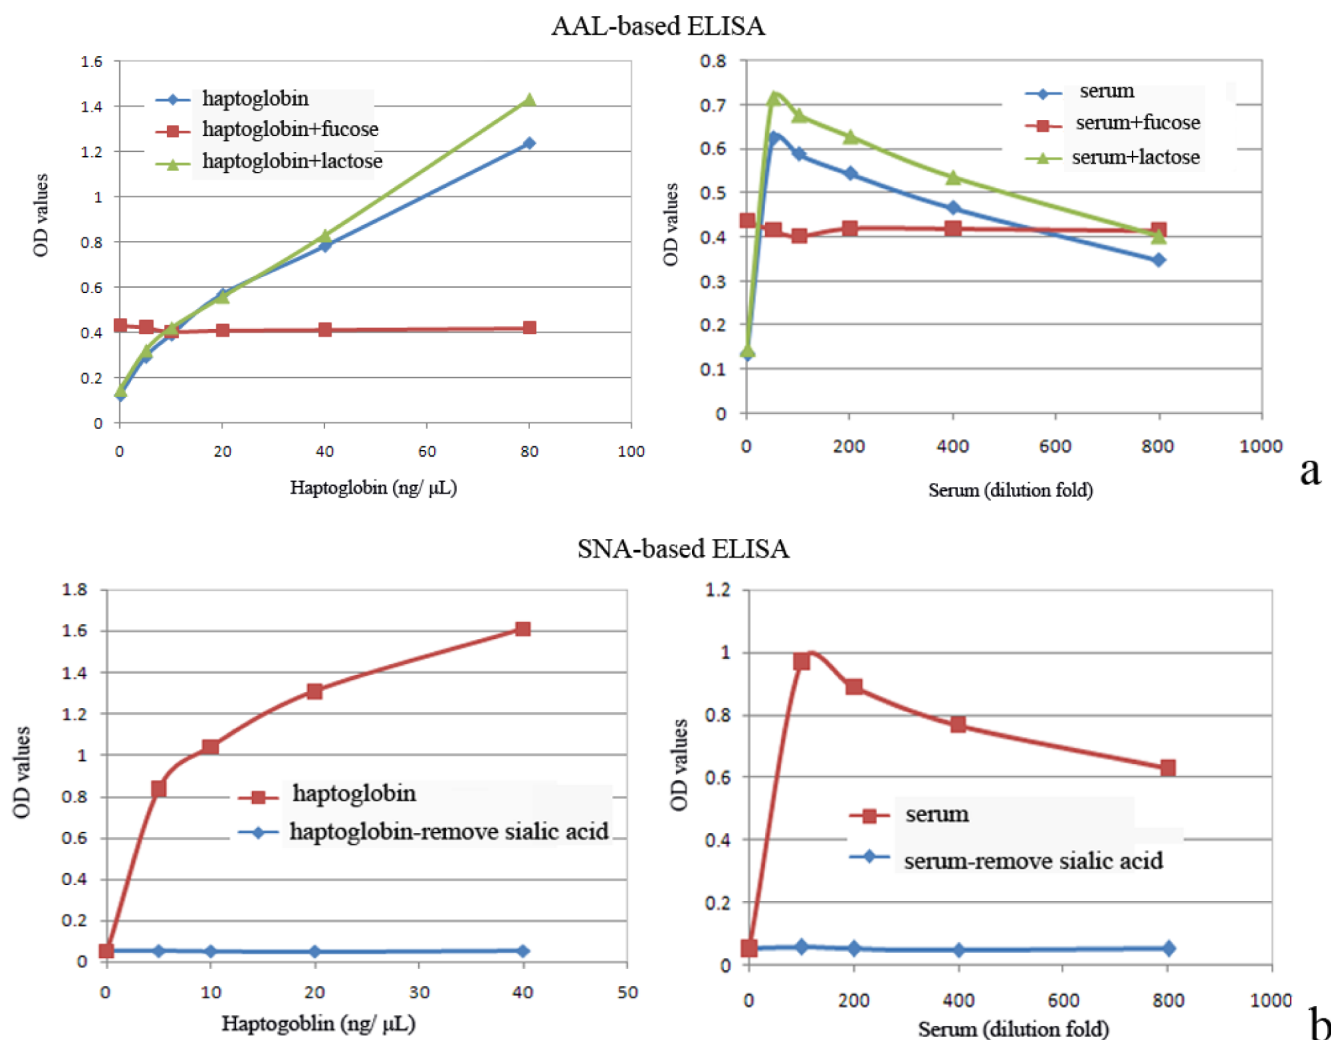 AAL-based ELISA
1.6
1.4
1.2
1
0.8
0.6
0.4
0.2
0
OD values
haptoglobin
haptoglobin+fucose
haptoglobin+lactose
0 20 40 60 80 100
Haptoglobin (ng/ μL)
0.8
0.7
0.6
0.5
0.4
0.3
0.2
0.1
0
OD values
serum
serum+fucose
serum+lactose
0 200 400 600 800 1000
Serum (dilution fold)
a
SNA-based ELISA
1.8
1.6
1.4
1.2
1
0.8
0.6
0.4
0.2
0
OD values
haptoglobin
haptoglobin-remove sialic acid
0 10 20 30 40 50
Haptogoblin (ng/ μL)
1.2
1
0.8
0.6
0.4
0.2
0
OD values
serum
serum-remove sialic acid
0 200 400 600 800 1000
Serum (dilution fold)
b